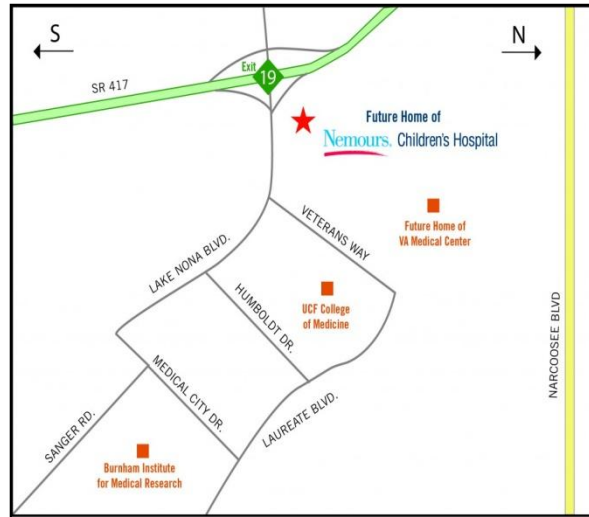 S
N
Exit
19
SR 417
Future Home of
Nemours. Children's Hospital
VETERANS WAY
Future Home of
VA Medical Center
LAKE NONA BLVD.
UCF College
of Medicine
HUMBOLDT DR.
NARCOOSEE BLVD
MEDICAL CITY DR.
LAUREATE BLVD.
SANGER RD.
Burnham Institute
for Medical Research